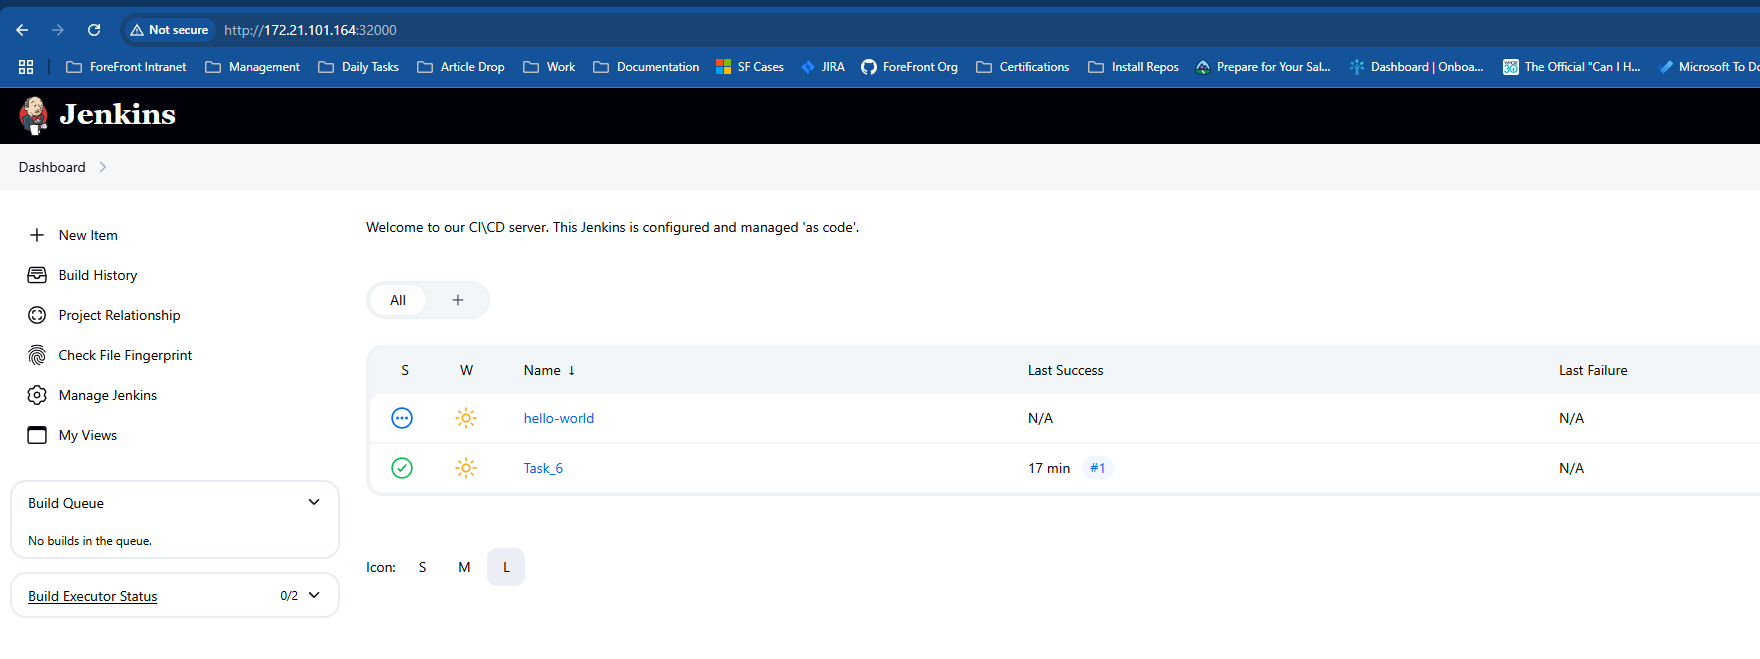 Not secure http://172.21.101.164:32000
ForeFront Intranet Management Daily Tasks Article Drop Work Documentation SF Cases JIRA ForeFront Org Certifications Install Repos Prepare for Your Sal... Dashboard | Onboa... The Official "Can I H... Microsoft To Do
Jenkins
Dashboard
New Item
Build History
Project Relationship
Check File Fingerprint
Manage Jenkins
My Views
Build Queue
No builds in the queue.
Build Executor Status 0/2
Welcome to our CI\CD server. This Jenkins is configured and managed 'as code'.
All +
S W Name ↓ Last Success Last Failure
hello-world N/A N/A
Task_6 17 min #1 N/A
Icon: S M L